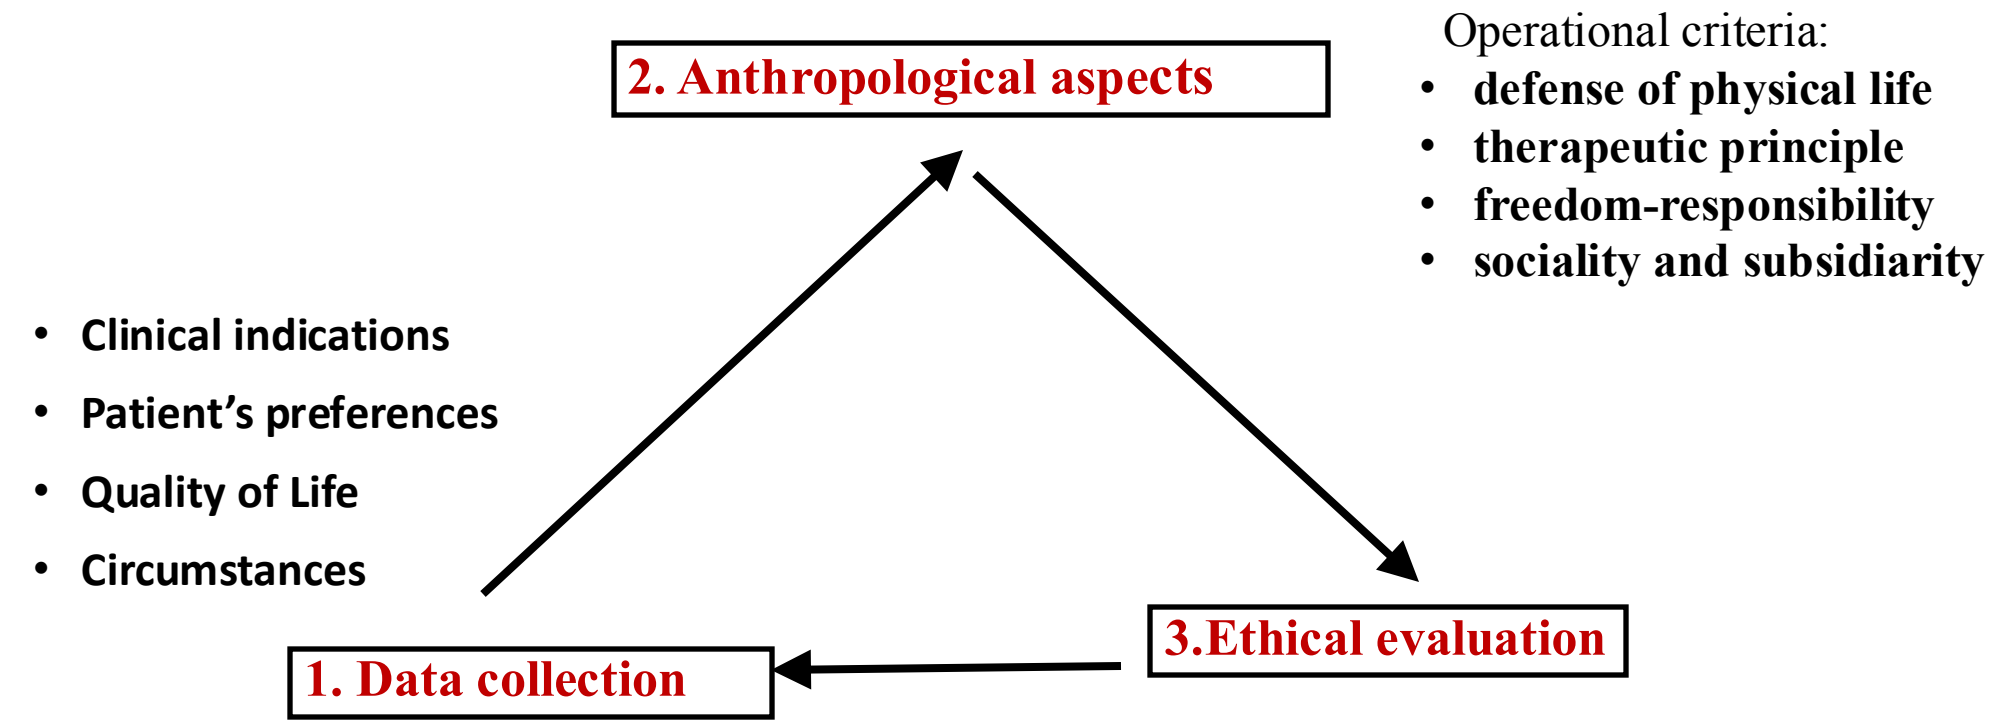 2. Anthropological aspects
Operational criteria:
• defense of physical life
• therapeutic principle
• freedom-responsibility
• sociality and subsidiarity
• Clinical indications
• Patient’s preferences
• Quality of Life
• Circumstances
3.Ethical evaluation
1. Data collection